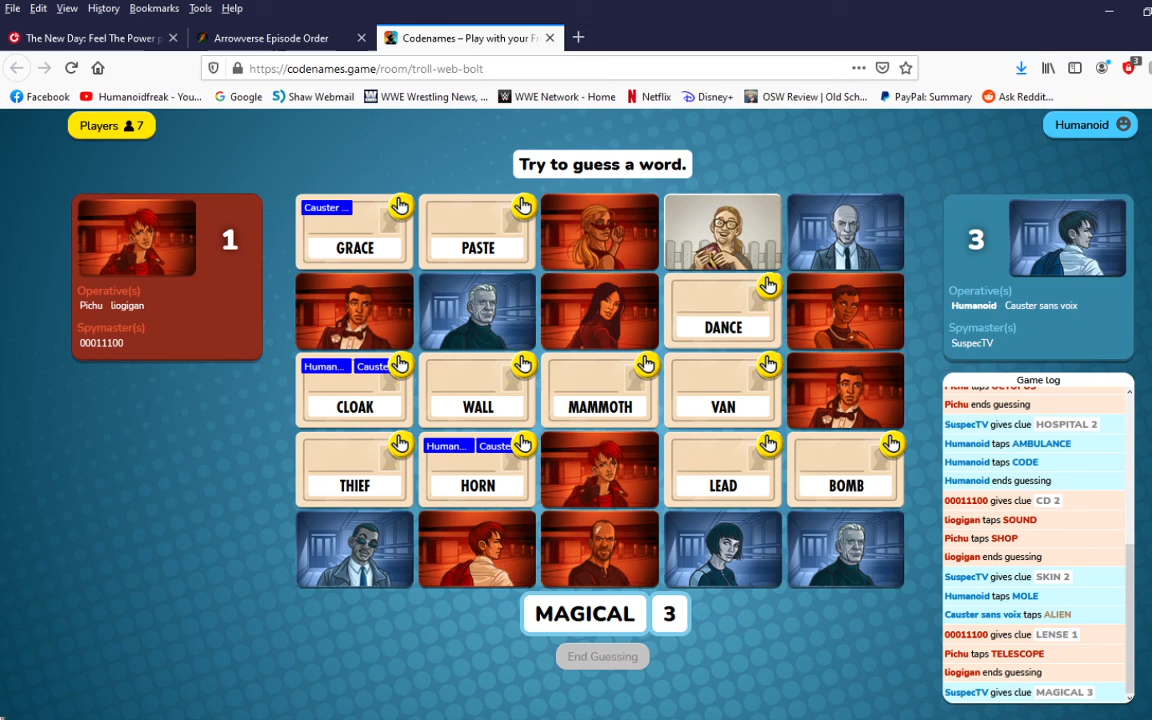 File Edit View History Bookmarks Tools Help
The New Day: Feel The Power p
Arrowverse Episode Order
Codenames – Play with your Fr
https://codenames.game/room/troll-web-bolt
3
Facebook
Humanoidfreak - You...
Google
Shaw Webmail
WWE Wrestling News, ...
WWE Network - Home
Netflix
Disney+
OSW Review | Old Sch...
PayPal: Summary
Ask Reddit...
Players 7
Humanoid
Try to guess a word.
1
Operative(s)
Pichu liogigan
Spymaster(s)
00011100
Causter ...
GRACE
PASTE
DANCE
Human... Causte
CLOAK
WALL
MAMMOTH
VAN
THIEF
Human... Causte
HORN
LEAD
BOMB
MAGICAL 3
End Guessing
3
Operative(s)
Humanoid Causter sans voix
Spymaster(s)
SuspecTV
Game log
Pichu taps OCTOPUS
Pichu ends guessing
SuspecTV gives clue HOSPITAL 2
Humanoid taps AMBULANCE
Humanoid taps CODE
Humanoid ends guessing
00011100 gives clue CD 2
liogigan taps SOUND
Pichu taps SHOP
liogigan ends guessing
SuspecTV gives clue SKIN 2
Humanoid taps MOLE
Causter sans voix taps ALIEN
00011100 gives clue LENSE 1
Pichu taps TELESCOPE
liogigan ends guessing
SuspecTV gives clue MAGICAL 3